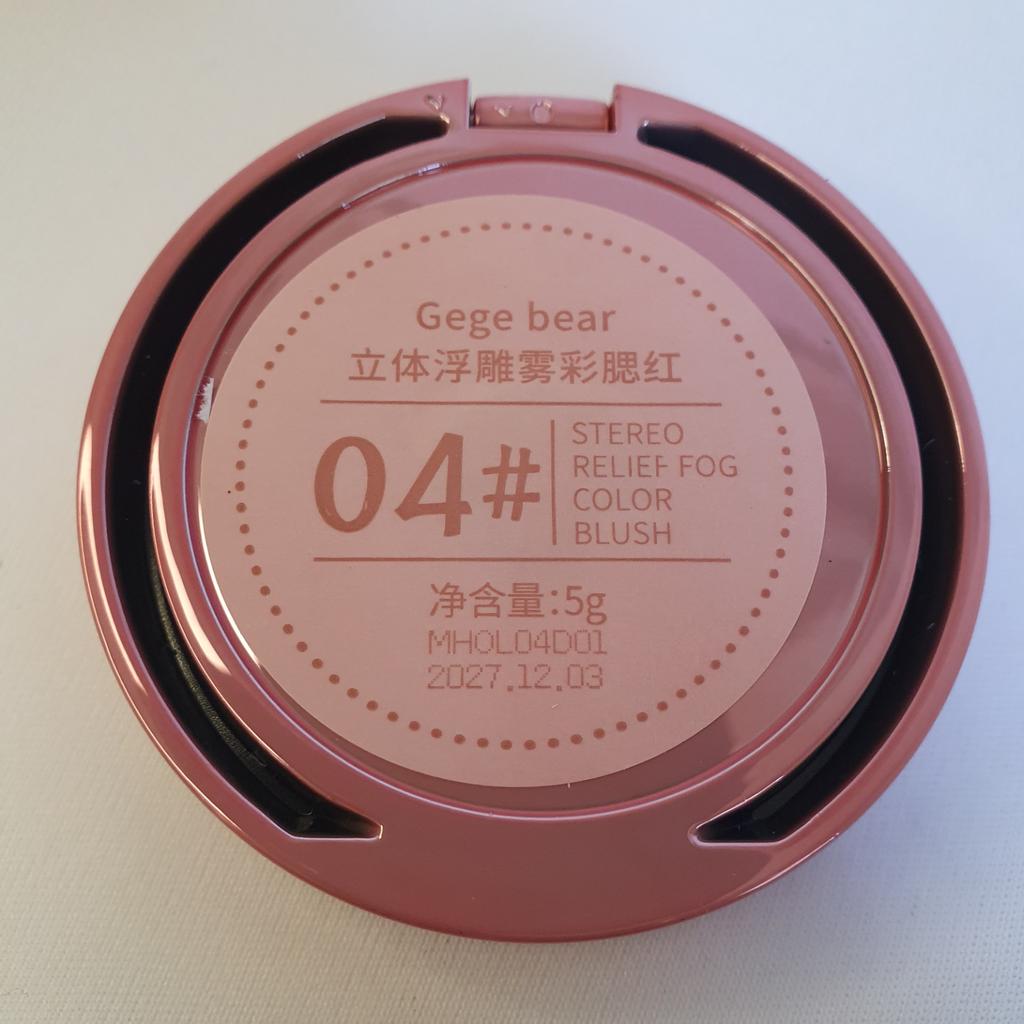 Gege bear
立体浮雕雾彩腮红
04#
STEREO
RELIEF FOG
COLOR
BLUSH
净含量:5g
MHOL04D01
2027.12.03